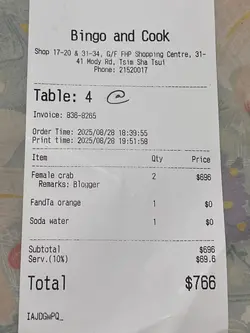 Bingo and Cook
Shop 17-20 & 31-34, G/F FHP Shopping Centre, 31-
41 Mody Rd, Tsim Sha Tsui
Phone: 21520017
Table: 4
Invoice: 836-8265
Order Time: 2025/08/28 18:39:55
Print time: 2025/08/28 19:51:58
Item Qty Price
Female crab 2 $696
Remarks: Blogger
FandTa orange 1 $0
Soda water 1 $0
Subtotal $696
Serv.(10%) $69.6
Total $766
IAJDGwPQ_